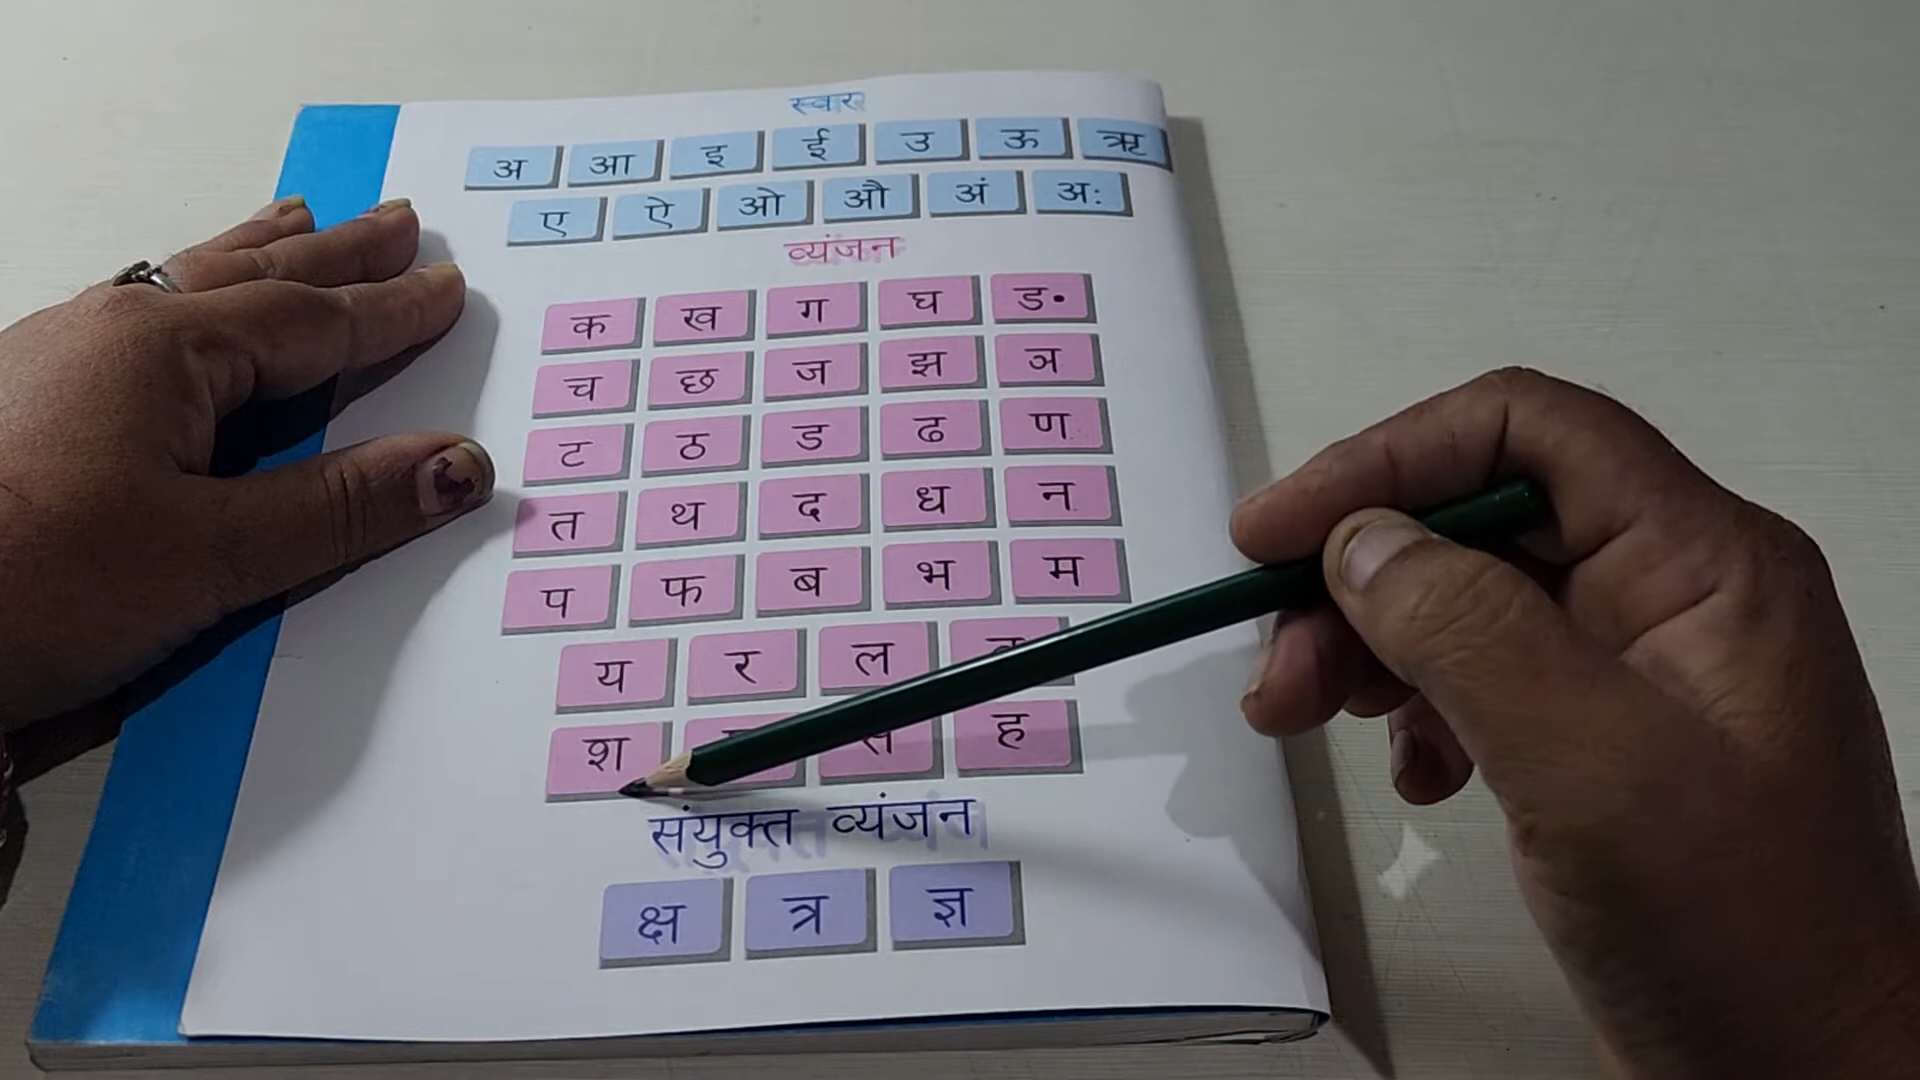 स्वर
अ आ इ ई उ ऊ ऋ
ए ऐ ओ औ अं अः
व्यंजन
क ख ग घ ड•
च छ ज झ ञ
ट ठ ड ढ ण
त थ द ध न
प फ ब भ म
य र ल
श स ह
संयुक्त व्यंजन
क्ष त्र ज्ञ